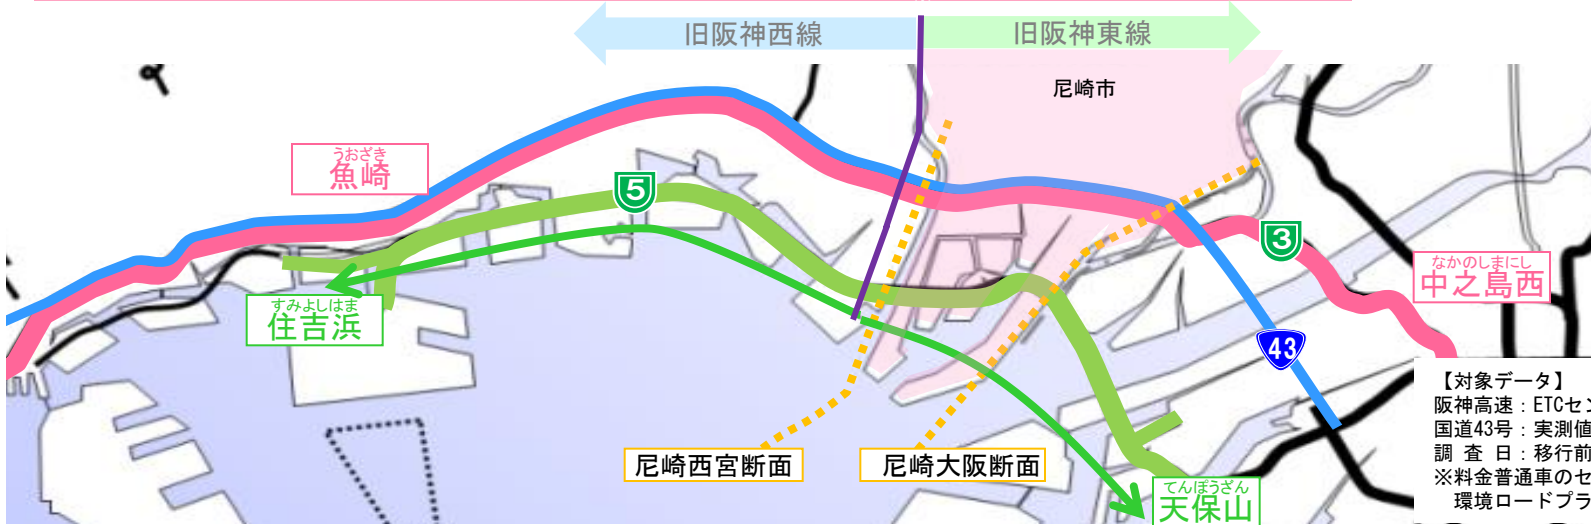 旧阪神西線
旧阪神東線
尼崎市
うおざき
魚崎
5
3
なかのしまにし
中之島西
すみよしはま
住吉浜
43
【対象データ】
阪神高速：ETCセン
国道43号：実測値
調 査 日：移行前
※料金普通車のセ
環境ロードプラ
尼崎西宮断面
尼崎大阪断面
てんぽうざん
天保山